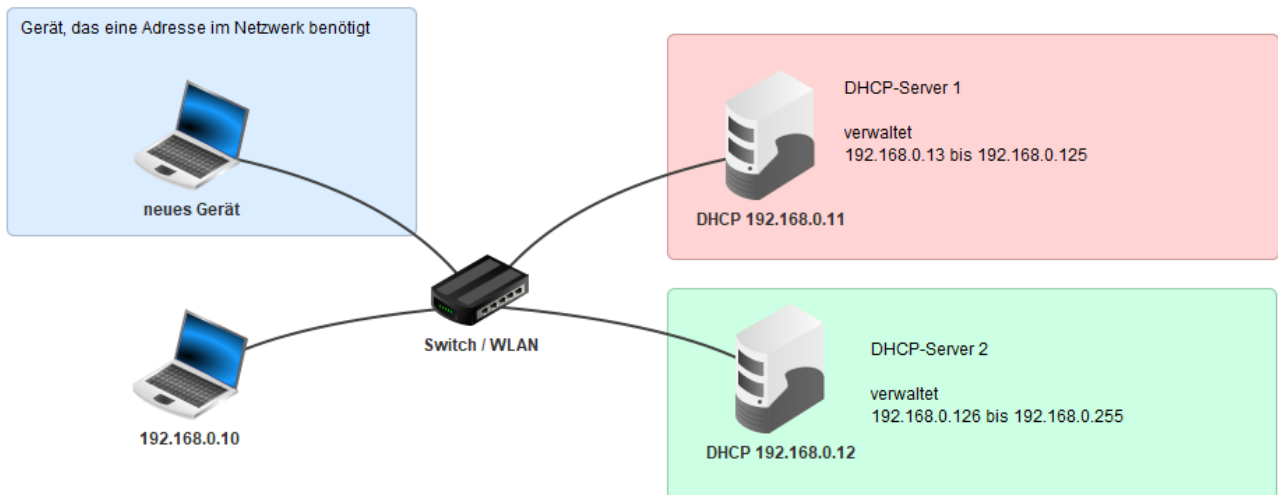 Gerät, das eine Adresse im Netzwerk benötigt
neues Gerät
DHCP-Server 1
verwaltet
192.168.0.13 bis 192.168.0.125
DHCP 192.168.0.11
Switch / WLAN
192.168.0.10
DHCP-Server 2
verwaltet
192.168.0.126 bis 192.168.0.255
DHCP 192.168.0.12